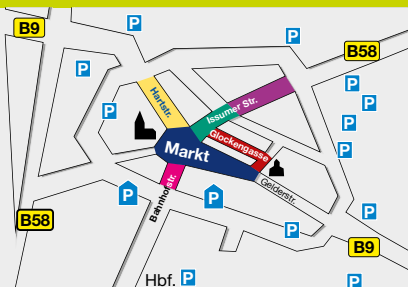 P
B9
P
B58
P
P
Hartstr.
P
P
Issumer Str.
P
Glockengasse
P
Markt
Bahnhofstr.
Gelderstr.
P
P
P
B58
P
B9
Hbf. P
P